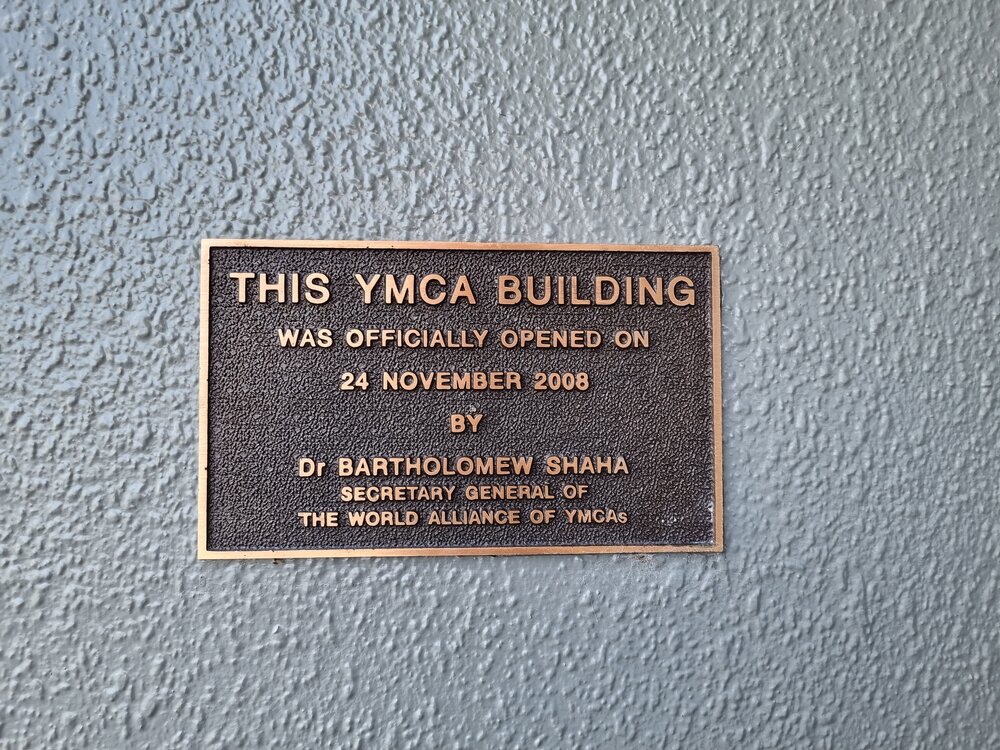 THIS YMCA BUILDING
WAS OFFICIALLY OPENED ON
24 NOVEMBER 2008
BY
Dr BARTHOLOMEW SHAHA
SECRETARY GENERAL OF
THE WORLD ALLIANCE OF YMCAs